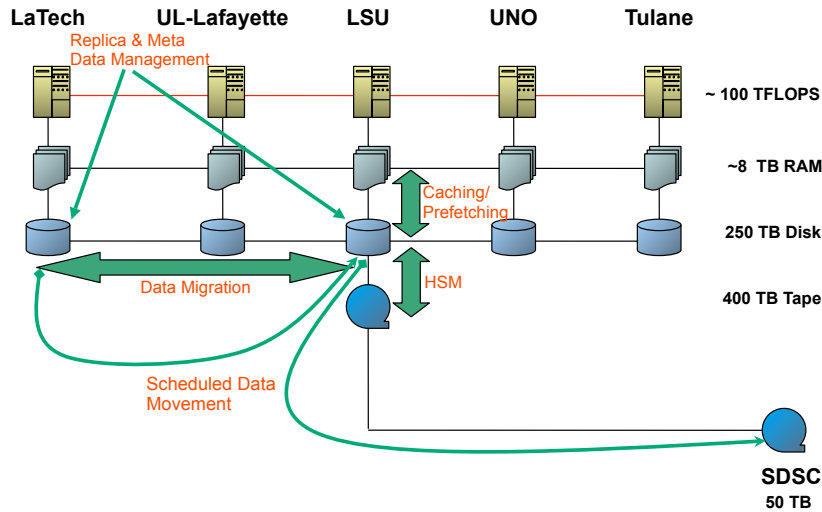 LaTech
UL-Lafayette
LSU
UNO
Tulane
Replica & Meta
Data Management
~ 100 TFLOPS
~8 TB RAM
Caching/
Prefetching
250 TB Disk
Data Migration
HSM
400 TB Tape
Scheduled Data
Movement
SDSC
50 TB